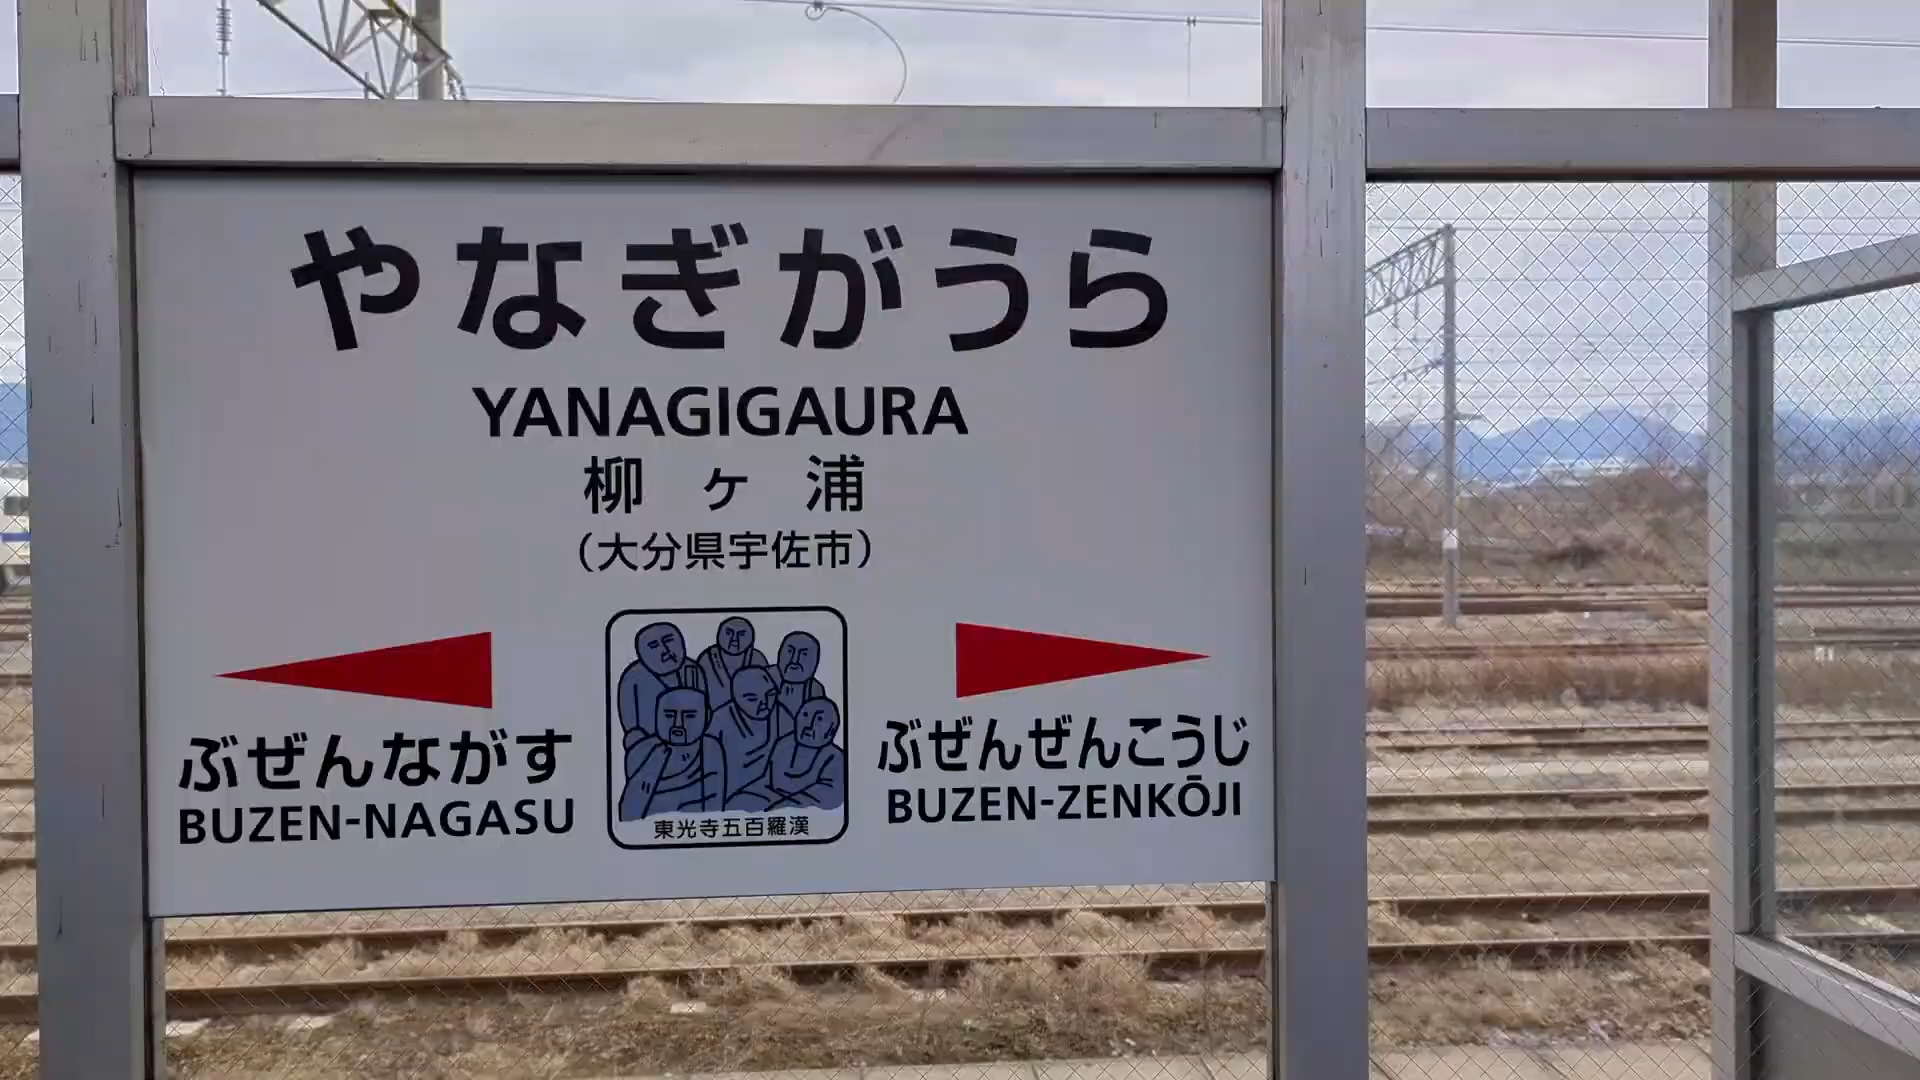 やなぎがうら
YANAGIGAURA
柳ヶ浦
（大分県宇佐市）
ぶぜんながす
BUZEN-NAGASU
東光寺五百羅漢
ぶぜんぜんこうじ
BUZEN-ZENKŌJI